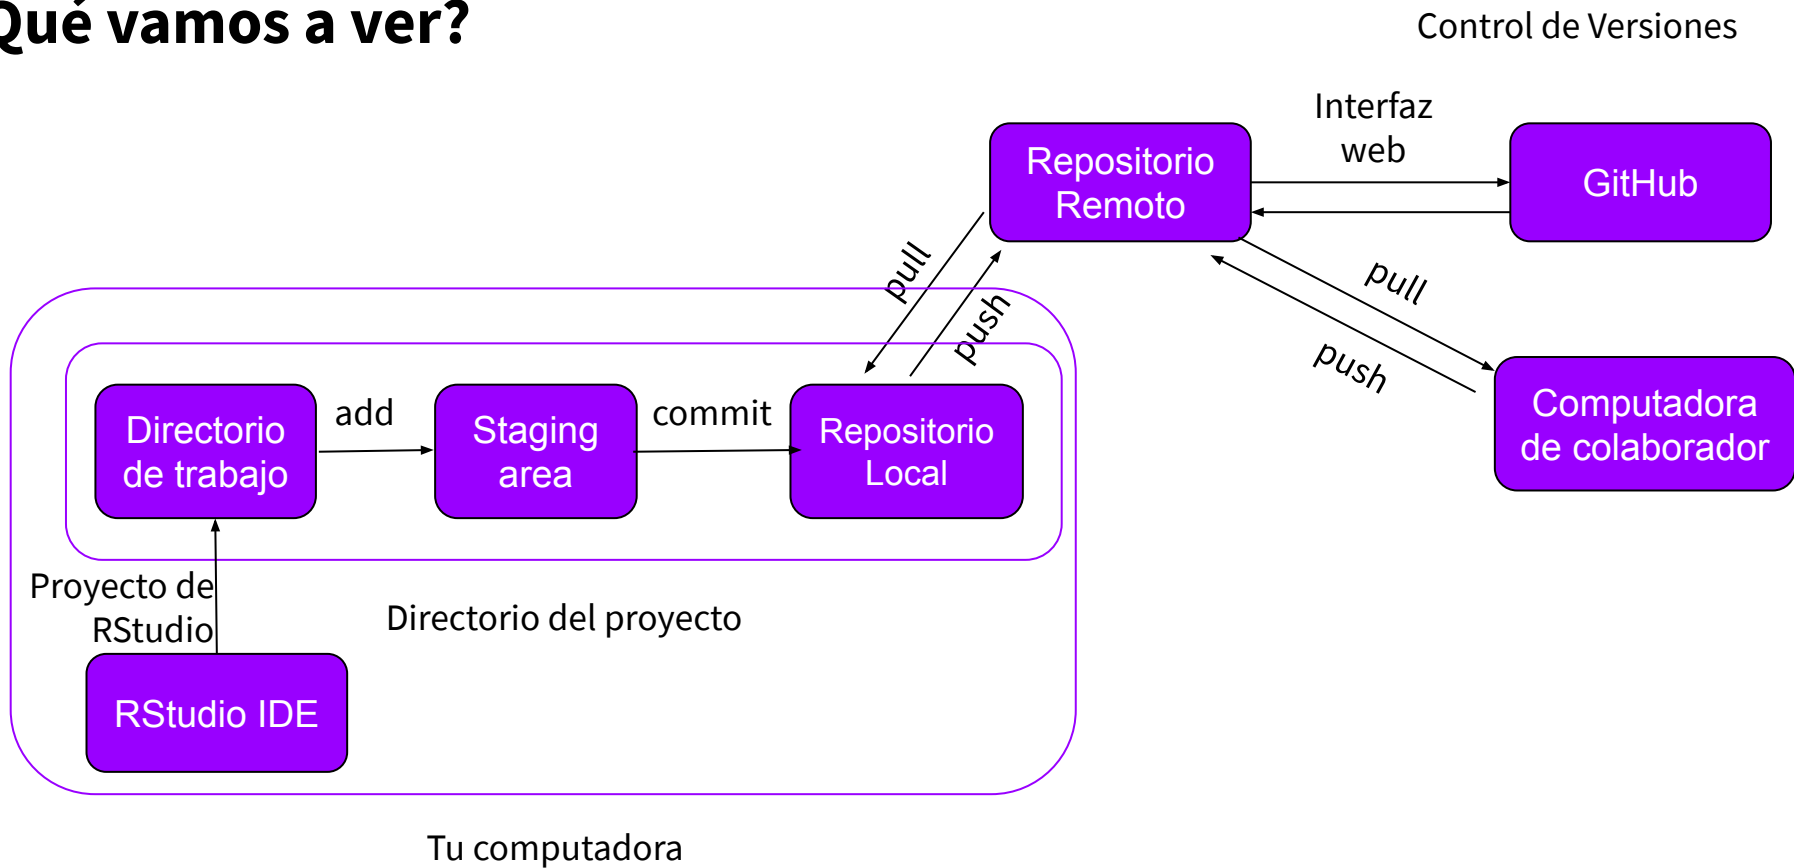 Qué vamos a ver?
Control de Versiones
Interfaz
web
Repositorio
Remoto
GitHub
pull
push
pull
push
Computadora
de colaborador
Directorio
de trabajo
add
Staging
area
commit
Repositorio
Local
Proyecto de
RStudio
Directorio del proyecto
RStudio IDE
Tu computadora